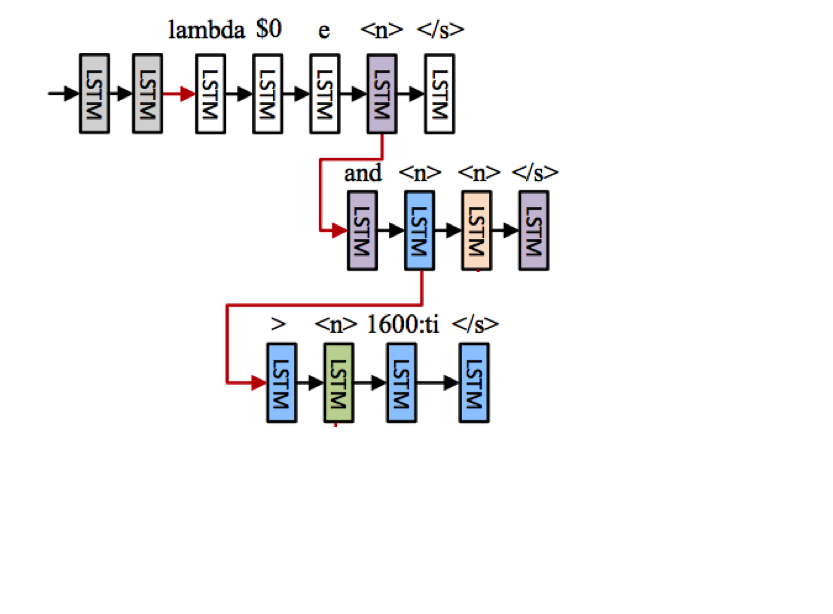 lambda $0 e <n> </s>
LSTM LSTM LSTM LSTM LSTM LSTM LSTM
and <n> <n> </s>
LSTM LSTM LSTM LSTM
> <n> 1600:ti </s>
LSTM LSTM LSTM LSTM